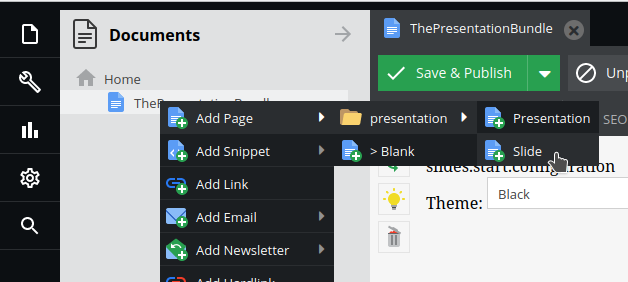 Documents
ThePresentationBundle
Home
Save & Publish
Add Page
presentation
Presentation
SEO
Add Snippet
> Blank
Slide
slides.start.configuration
Add Link
Theme:
Black
Add Email
Add Newsletter